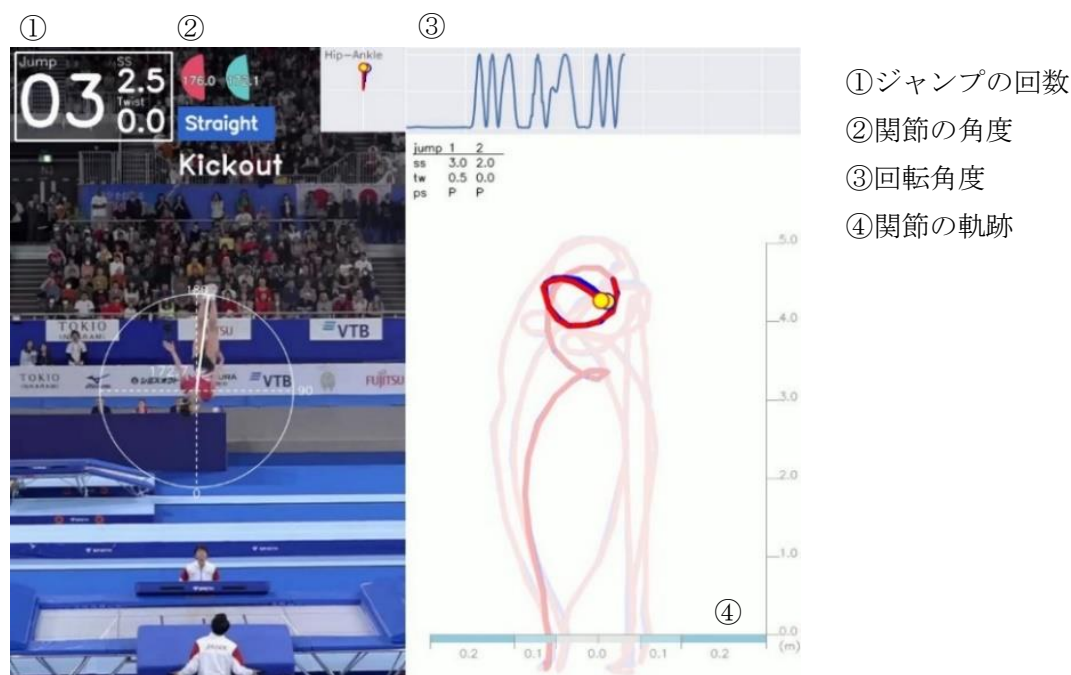 ① ② ③
Jump SS
03 2.5
Twist
0.0
176.0
Straight
Kickout
Hip-Ankle
jump 1 2
ss 3.0 2.0
tw 0.5 0.0
ps P P
①ジャンプの回数
②関節の角度
③回転角度
④関節の軌跡
5.0
4.0
3.0
2.0
1.0
0.0
(m)
180
90
0
TOKIO
VTB
TOKIO
VTB
FUJITSU
④
0.2 0.1 0.0 0.1 0.2